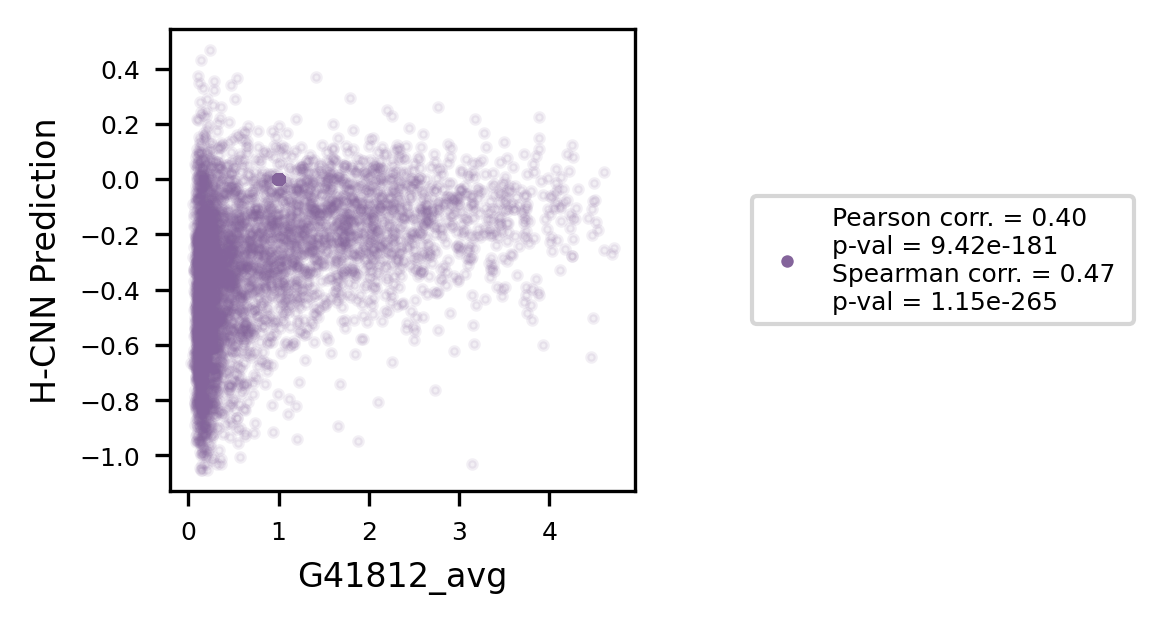 H-CNN Prediction
0.4
0.2
0.0
−0.2
−0.4
−0.6
−0.8
−1.0
0 1 2 3 4
G41812_avg
Pearson corr. = 0.40
p-val = 9.42e-181
Spearman corr. = 0.47
p-val = 1.15e-265